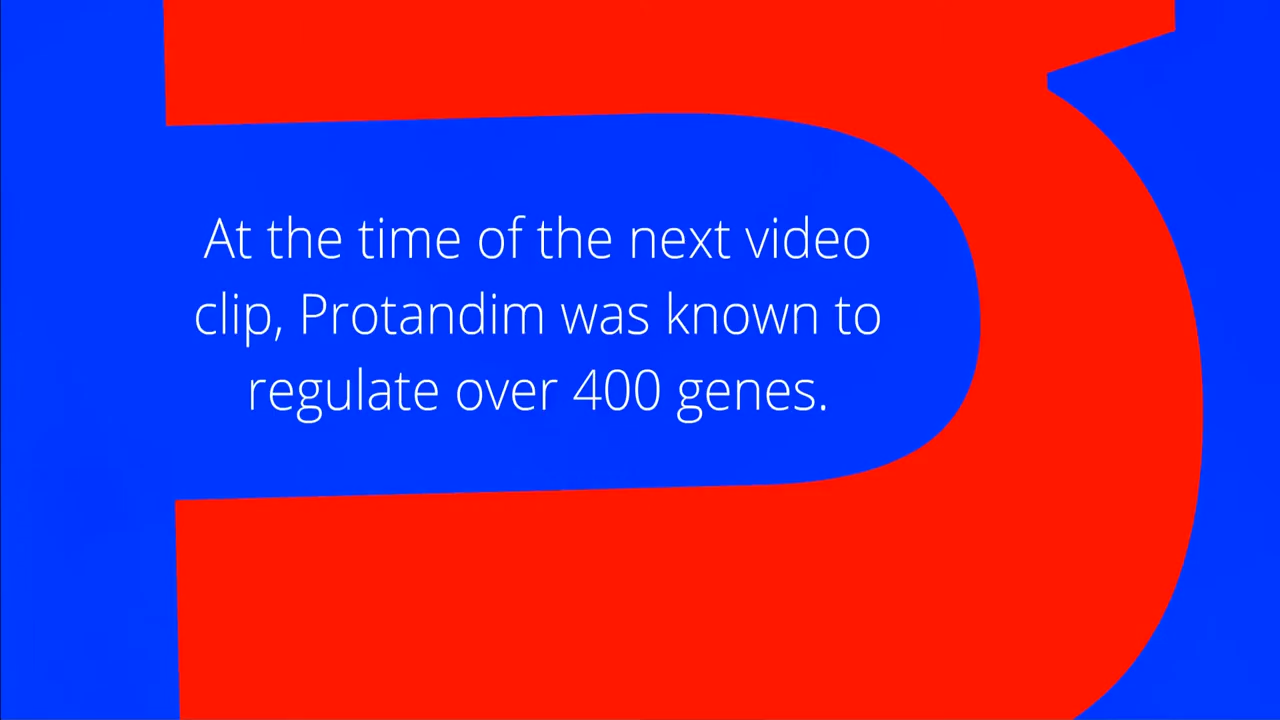 At the time of the next video
clip, Protandim was known to
regulate over 400 genes.